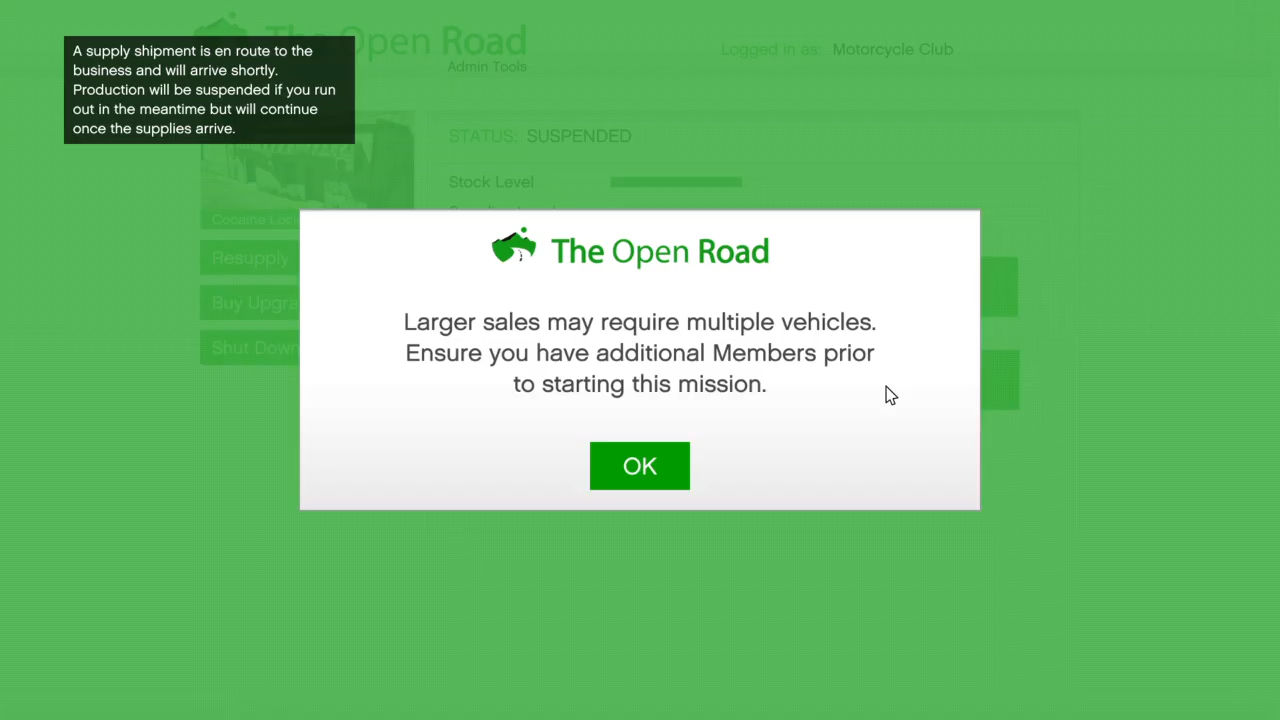 The Open Road
Admin Tools
Logged in as: Motorcycle Club
A supply shipment is en route to the
business and will arrive shortly.
Production will be suspended if you run
out in the meantime but will continue
once the supplies arrive.
STATUS: SUSPENDED
Stock Level
Cocaine
Resupply
Buy
Shut Down
The Open Road
Larger sales may require multiple vehicles.
Ensure you have additional Members prior
to starting this mission.
OK